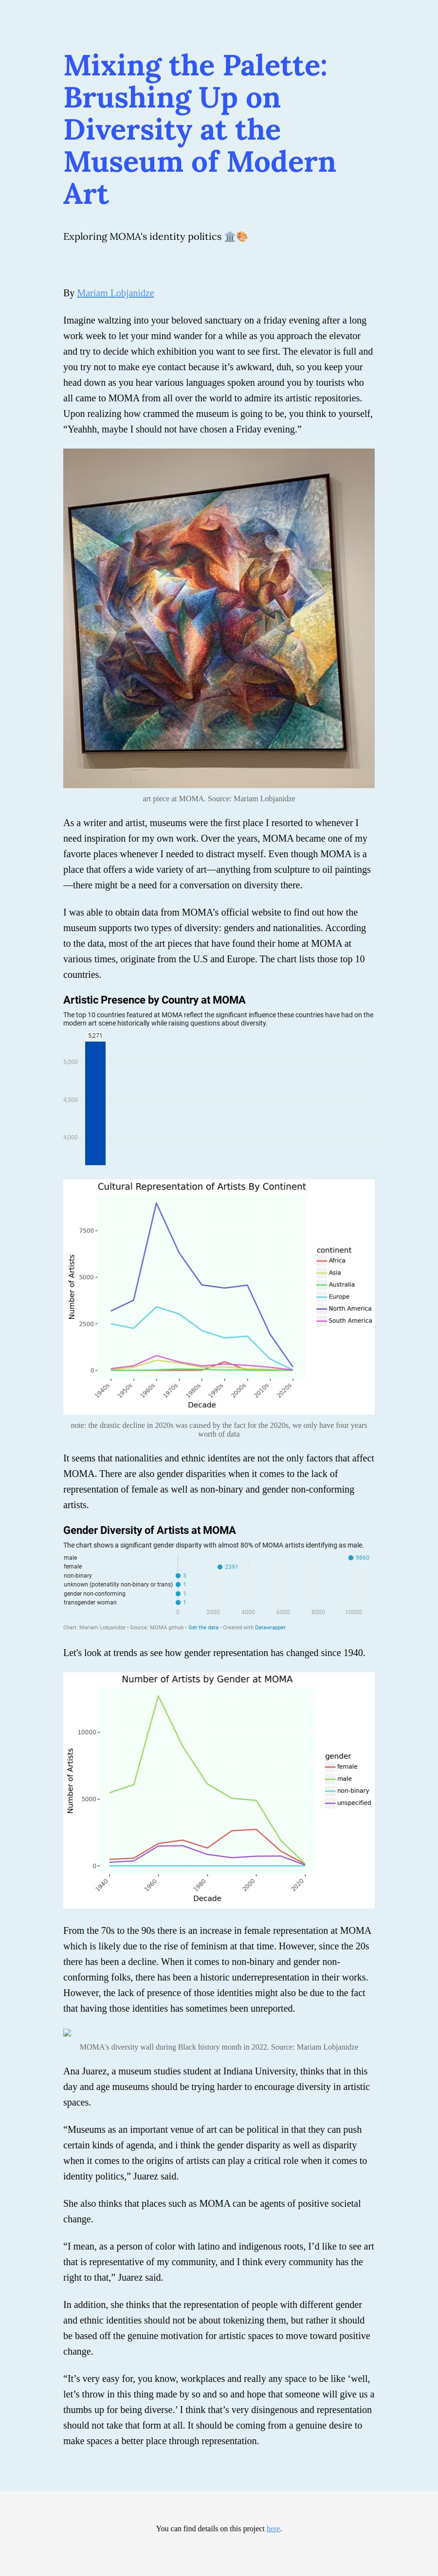 Mixing the Palette:
Brushing Up on
Diversity at the
Museum of Modern
Art
Exploring MOMA's identity politics 🏛️🎨
By Mariam Lobjanidze
Imagine waltzing into your beloved sanctuary on a friday evening after a long
work week to let your mind wander for a while as you approach the elevator
and try to decide which exhibition you want to see first. The elevator is full and
you try not to make eye contact because it’s awkward, duh, so you keep your
head down as you hear various languages spoken around you by tourists who
all came to MOMA from all over the world to admire its artistic repositories.
Upon realizing how crammed the museum is going to be, you think to yourself,
“Yeahhh, maybe I should not have chosen a Friday evening.”
art piece at MOMA. Source: Mariam Lobjanidze
As a writer and artist, museums were the first place I resorted to whenever I
need inspiration for my own work. Over the years, MOMA became one of my
favorte places whenever I needed to distract myself. Even though MOMA is a
place that offers a wide variety of art—anything from sculpture to oil paintings
—there might be a need for a conversation on diversity there.
I was able to obtain data from MOMA’s official website to find out how the
museum supports two types of diversity: genders and nationalities. According
to the data, most of the art pieces that have found their home at MOMA at
various times, originate from the U.S and Europe. The chart lists those top 10
countries.
Artistic Presence by Country at MOMA
The top 10 countries featured at MOMA reflect the significant influence these countries have had on the
modern art scene historically while raising questions about diversity.
5,271
5,000
4,500
4,000
Cultural Representation of Artists By Continent
Number of Artists
7500
5000
2500
0
1940s
1950s
1960s
1970s
1980s
1990s
2000s
2010s
2020s
Decade
continent
Africa
Asia
Australia
Europe
North America
South America
note: the drastic decline in 2020s was caused by the fact for the 2020s, we only have four years
worth of data
It seems that nationalities and ethnic identites are not the only factors that affect
MOMA. There are also gender disparities when it comes to the lack of
representation of female as well as non-binary and gender non-conforming
artists.
Gender Diversity of Artists at MOMA
The chart shows a significant gender disparity with almost 80% of MOMA artists identifying as male.
male 9860
female 2391
non-binary 3
unknown (potenatilly non-binary or trans) 1
gender non-conforming 1
transgender woman 1
0 2000 4000 6000 8000 10000
Chart: Mariam Lobjanidze • Source: MOMA github • Get the data • Created with Datawrapper
Let's look at trends as see how gender representation has changed since 1940.
Number of Artists by Gender at MOMA
Number of Artists
10000
5000
0
1940
1960
1980
2000
2020
Decade
gender
female
male
non-binary
unspecified
From the 70s to the 90s there is an increase in female representation at MOMA
which is likely due to the rise of feminism at that time. However, since the 20s
there has been a decline. When it comes to non-binary and gender non-
conforming folks, there has been a historic underrepresentation in their works.
However, the lack of presence of those identities might also be due to the fact
that having those identities has sometimes been unreported.
MOMA's diversity wall during Black history month in 2022. Source: Mariam Lobjanidze
Ana Juarez, a museum studies student at Indiana University, thinks that in this
day and age museums should be trying harder to encourage diversity in artistic
spaces.
“Museums as an important venue of art can be political in that they can push
certain kinds of agenda, and i think the gender disparity as well as disparity
when it comes to the origins of artists can play a critical role when it comes to
identity politics,” Juarez said.
She also thinks that places such as MOMA can be agents of positive societal
change.
“I mean, as a person of color with latino and indigenous roots, I’d like to see art
that is representative of my community, and I think every community has the
right to that,” Juarez said.
In addition, she thinks that the representation of people with different gender
and ethnic identities should not be about tokenizing them, but rather it should
be based off the genuine motivation for artistic spaces to move toward positive
change.
“It’s very easy for, you know, workplaces and really any space to be like ‘well,
let’s throw in this thing made by so and so and hope that someone will give us a
thumbs up for being diverse.’ I think that’s very disingenous and representation
should not take that form at all. It should be coming from a genuine desire to
make spaces a better place through representation.
You can find details on this project here.